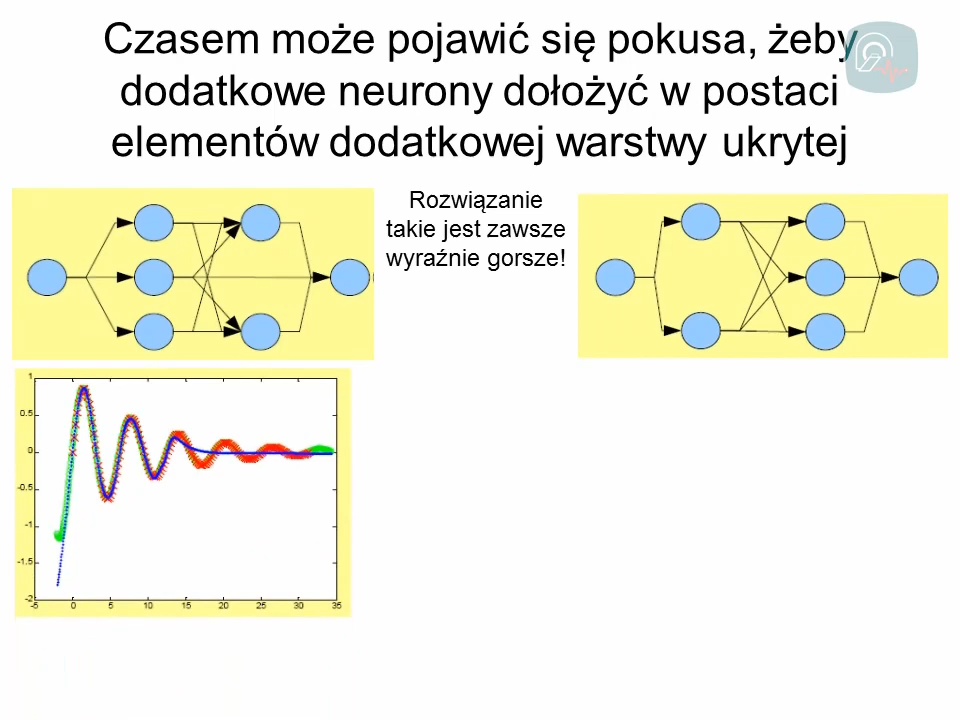 Czasem może pojawić się pokusa, żeby
dodatkowe neurony dołożyć w postaci
elementów dodatkowej warstwy ukrytej
Rozwiązanie
takie jest zawsze
wyraźnie gorsze!
1
0.5
0
-0.5
-1
-1.5
-2
-5 0 5 10 15 20 25 30 35